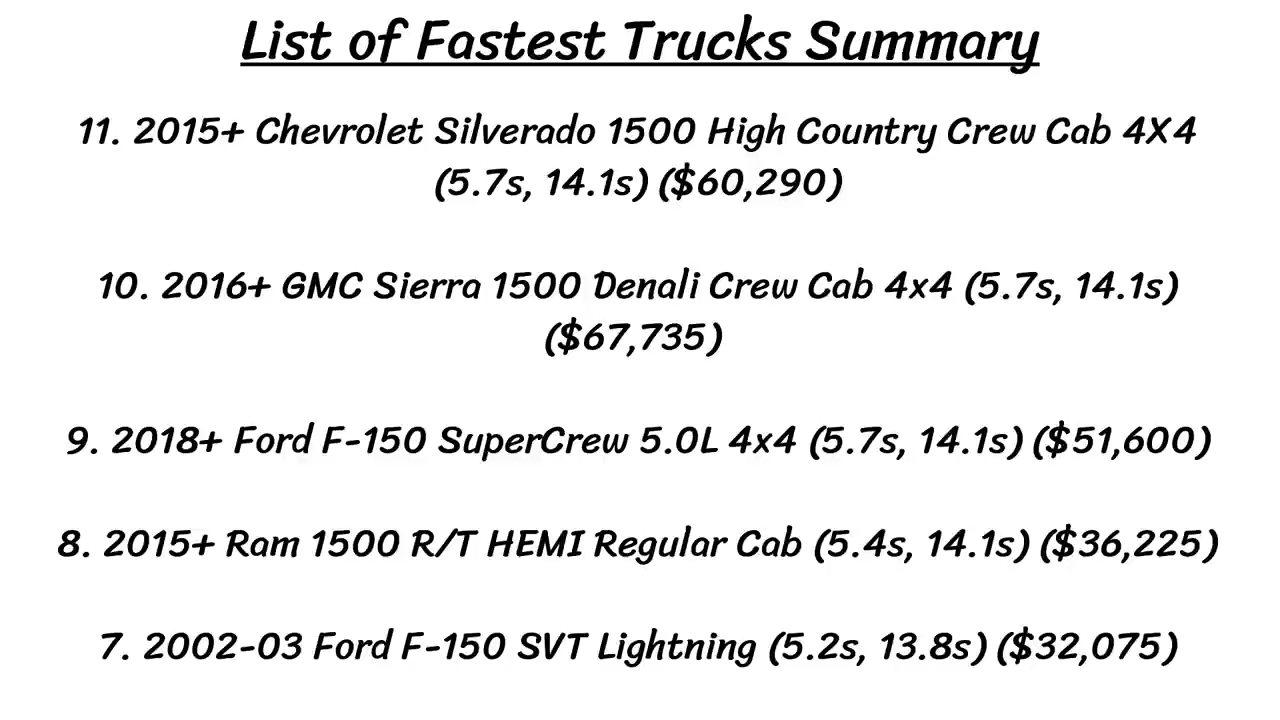 List of Fastest Trucks Summary
11. 2015+ Chevrolet Silverado 1500 High Country Crew Cab 4X4
(5.7s, 14.1s) ($60,290)
10. 2016+ GMC Sierra 1500 Denali Crew Cab 4x4 (5.7s, 14.1s)
($67,735)
9. 2018+ Ford F-150 SuperCrew 5.0L 4x4 (5.7s, 14.1s) ($51,600)
8. 2015+ Ram 1500 R/T HEMI Regular Cab (5.4s, 14.1s) ($36,225)
7. 2002-03 Ford F-150 SVT Lightning (5.2s, 13.8s) ($32,075)